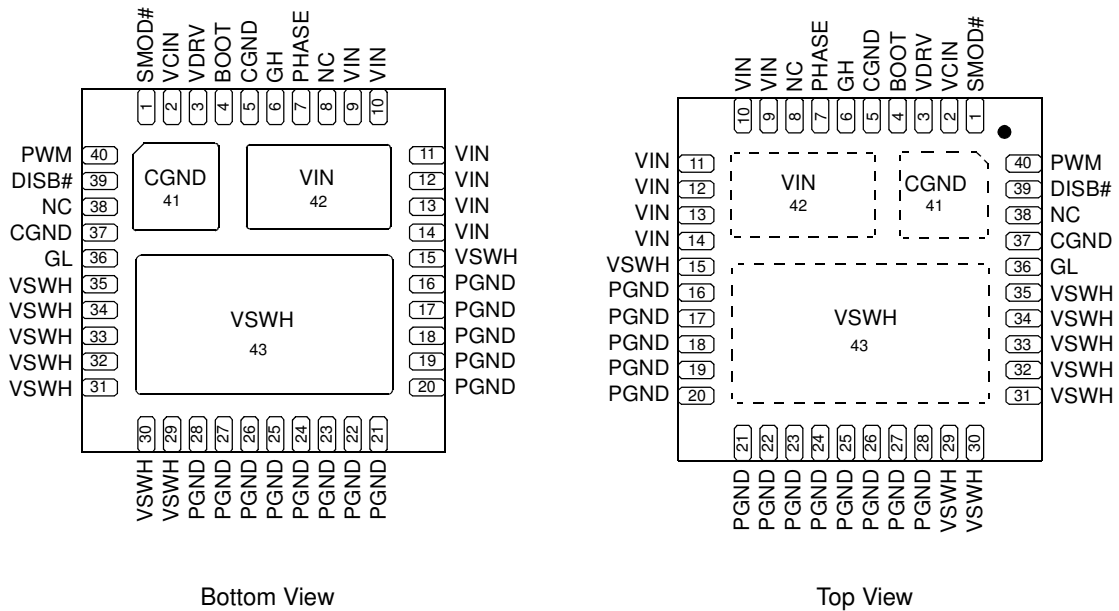 SMOD# VCIN VDRV BOOT CGND GH PHASE NC VIN VIN
1 2 3 4 5 6 7 8 9 10
PWM 40
DISB# 39
NC 38
CGND 37
GL 36
VSWH 35
VSWH 34
VSWH 33
VSWH 32
VSWH 31
CGND
41
VIN
42
VSWH
43
11 VIN
12 VIN
13 VIN
14 VIN
15 VSWH
16 PGND
17 PGND
18 PGND
19 PGND
20 PGND
30 29 28 27 26 25 24 23 22 21
VSWH VSWH PGND PGND PGND PGND PGND PGND PGND PGND
Bottom View
VIN VIN NC PHASE GH CGND BOOT VDRV VCIN SMOD#
10 9 8 7 6 5 4 3 2 1
VIN 11
VIN 12
VIN 13
VIN 14
VSWH 15
PGND 16
PGND 17
PGND 18
PGND 19
PGND 20
VIN
42
CGND
41
VSWH
43
40 PWM
39 DISB#
38 NC
37 CGND
36 GL
35 VSWH
34 VSWH
33 VSWH
32 VSWH
31 VSWH
21 22 23 24 25 26 27 28 29 30
PGND PGND PGND PGND PGND PGND PGND PGND VSWH VSWH
Top View